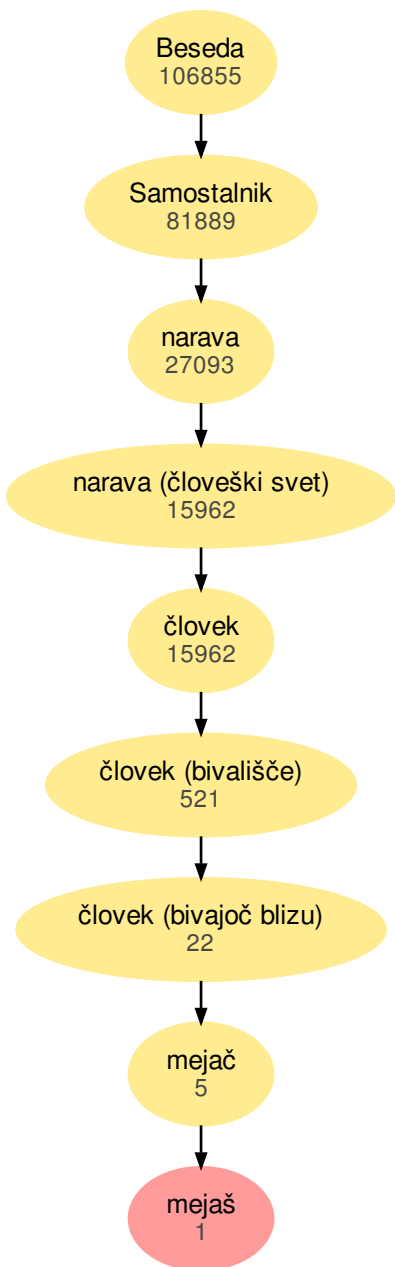 Beseda
106855
Samostalnik
81889
narava
27093
narava (človeški svet)
15962
človek
15962
človek (bivališče)
521
človek (bivajoč blizu)
22
mejač
5
mejaš
1